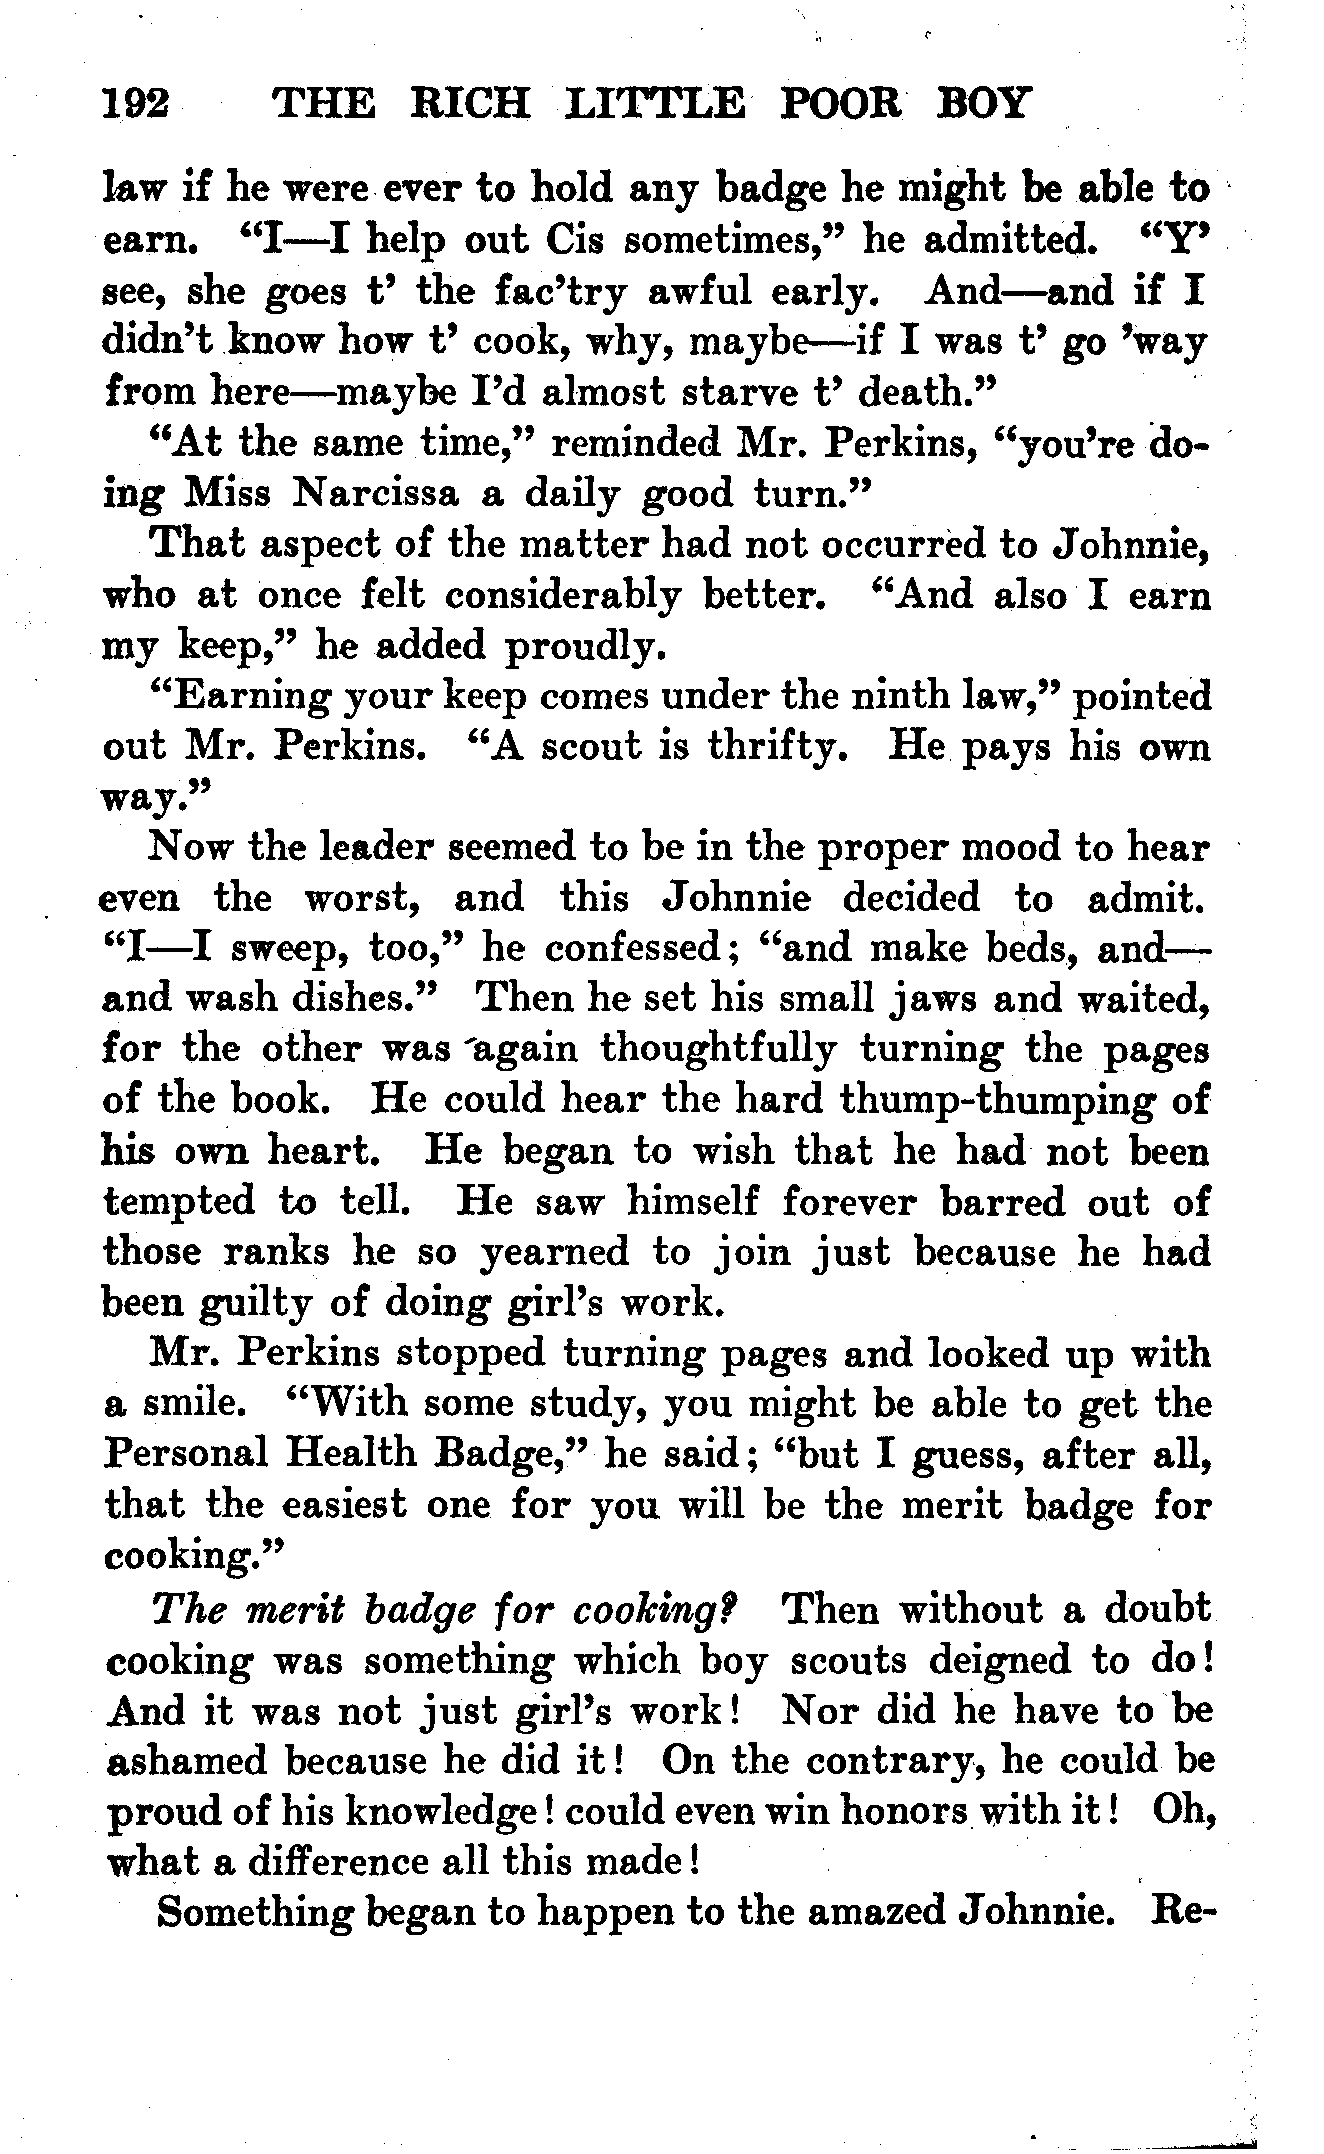 192 THE RICH LITTLE POOR BOY
law if he were ever to hold any badge he might be able to
earn. “I—I help out Cis sometimes,” he admitted. “Y’
see, she goes t’ the fac’try awful early. And—and if I
didn’t know how t’ cook, why, maybe—if I was t’ go ’way
from here—maybe I’d almost starve t’ death.”
“At the same time,” reminded Mr. Perkins, “you’re do-
ing Miss Narcissa a daily good turn.”
That aspect of the matter had not occurred to Johnnie,
who at once felt considerably better. “And also I earn
my keep,” he added proudly.
“Earning your keep comes under the ninth law,” pointed
out Mr. Perkins. “A scout is thrifty. He pays his own
way.”
Now the leader seemed to be in the proper mood to hear
even the worst, and this Johnnie decided to admit.
“I—I sweep, too,” he confessed; “and make beds, and—
and wash dishes.” Then he set his small jaws and waited,
for the other was again thoughtfully turning the pages
of the book. He could hear the hard thump-thumping of
his own heart. He began to wish that he had not been
tempted to tell. He saw himself forever barred out of
those ranks he so yearned to join just because he had
been guilty of doing girl’s work.
Mr. Perkins stopped turning pages and looked up with
a smile. “With some study, you might be able to get the
Personal Health Badge,” he said; “but I guess, after all,
that the easiest one for you will be the merit badge for
cooking.”
The merit badge for cooking? Then without a doubt
cooking was something which boy scouts deigned to do!
And it was not just girl’s work! Nor did he have to be
ashamed because he did it! On the contrary, he could be
proud of his knowledge! could even win honors with it! Oh,
what a difference all this made!
Something began to happen to the amazed Johnnie. Re-